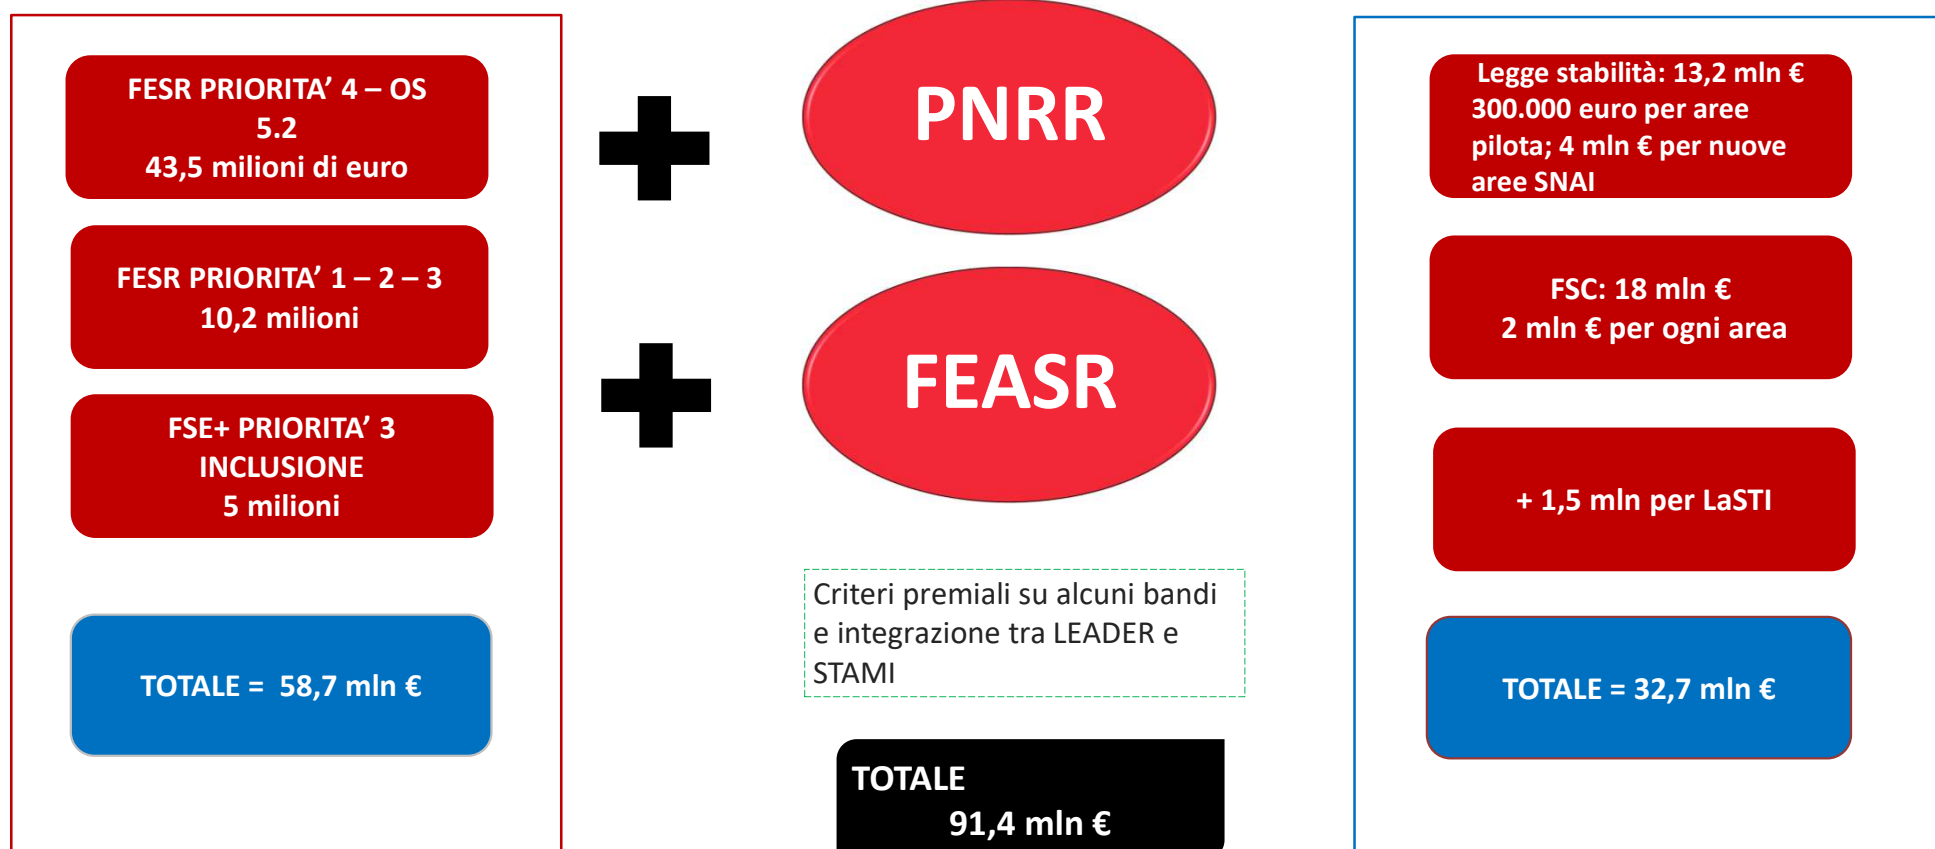 FESR PRIORITA’ 4 – OS
5.2
43,5 milioni di euro
FESR PRIORITA’ 1 – 2 – 3
10,2 milioni
FSE+ PRIORITA’ 3
INCLUSIONE
5 milioni
TOTALE =  58,7 mln €
PNRR
FEASR
Criteri premiali su alcuni bandi
e integrazione tra LEADER e
STAMI
TOTALE
91,4 mln €
Legge stabilità: 13,2 mln €
300.000 euro per aree
pilota; 4 mln € per nuove
aree SNAI
FSC: 18 mln €
2 mln € per ogni area
+ 1,5 mln per LaSTI
TOTALE = 32,7 mln €